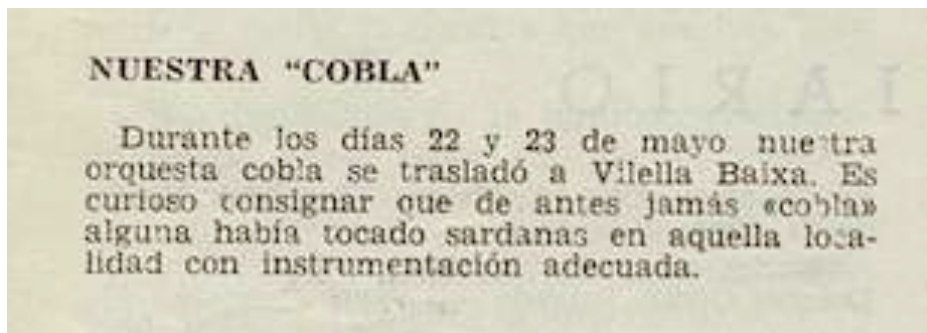 NUESTRA "COBLA"
Durante los días 22 y 23 de mayo nuestra
orquesta cobla se trasladó a Vilella Baixa. Es
curioso consignar que de antes jamás «cobla»
alguna había tocado sardanas en aquella loca-
lidad con instrumentación adecuada.